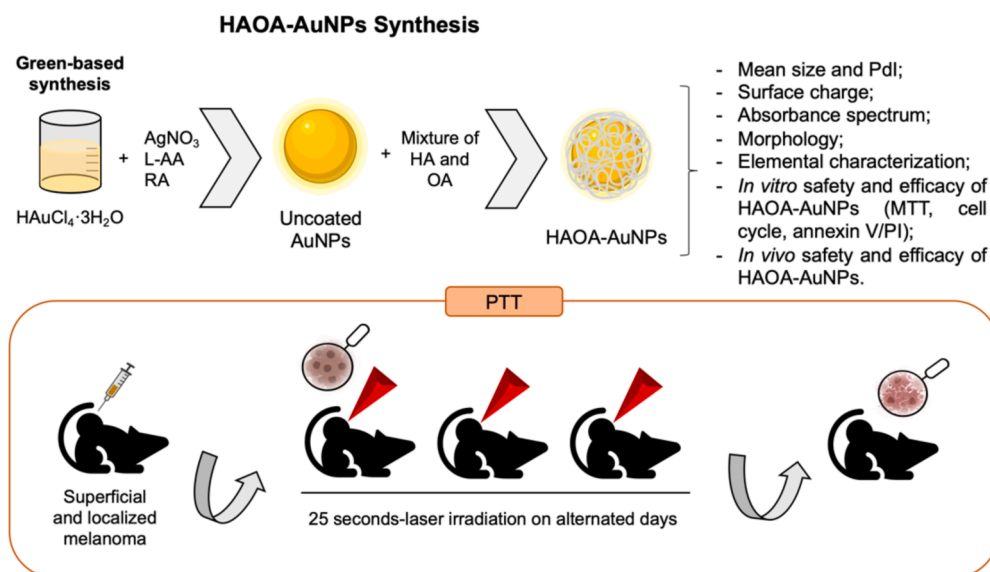 HAOA-AuNPs Synthesis
Green-based
synthesis
HAuCl₄·3H₂O
+
AgNO₃
L-AA
RA
Uncoated
AuNPs
+
Mixture of
HA and
OA
HAOA-AuNPs
- Mean size and PdI;
- Surface charge;
- Absorbance spectrum;
- Morphology;
- Elemental characterization;
- In vitro safety and efficacy of
HAOA-AuNPs (MTT, cell
cycle, annexin V/PI);
- In vivo safety and efficacy of
HAOA-AuNPs.
PTT
Superficial
and localized
melanoma
25 seconds-laser irradiation on alternated days